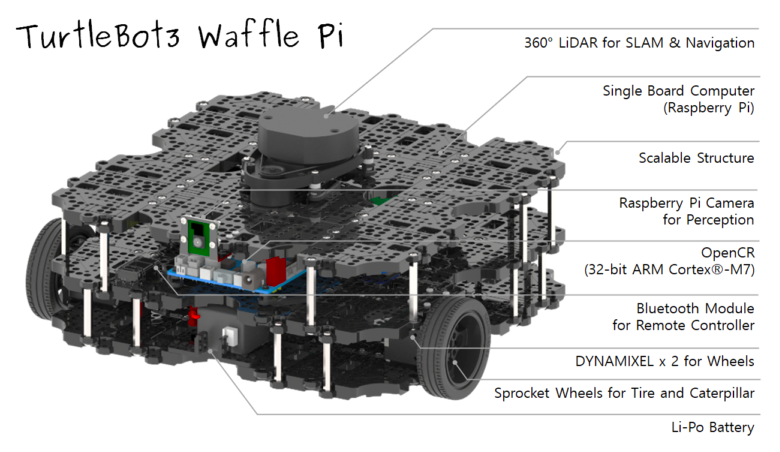 TurtleBot3 Waffle Pi
360° LiDAR for SLAM & Navigation
Single Board Computer
(Raspberry Pi)
Scalable Structure
Raspberry Pi Camera
for Perception
OpenCR
(32-bit ARM Cortex®-M7)
Bluetooth Module
for Remote Controller
DYNAMIXEL x 2 for Wheels
Sprocket Wheels for Tire and Caterpillar
Li-Po Battery